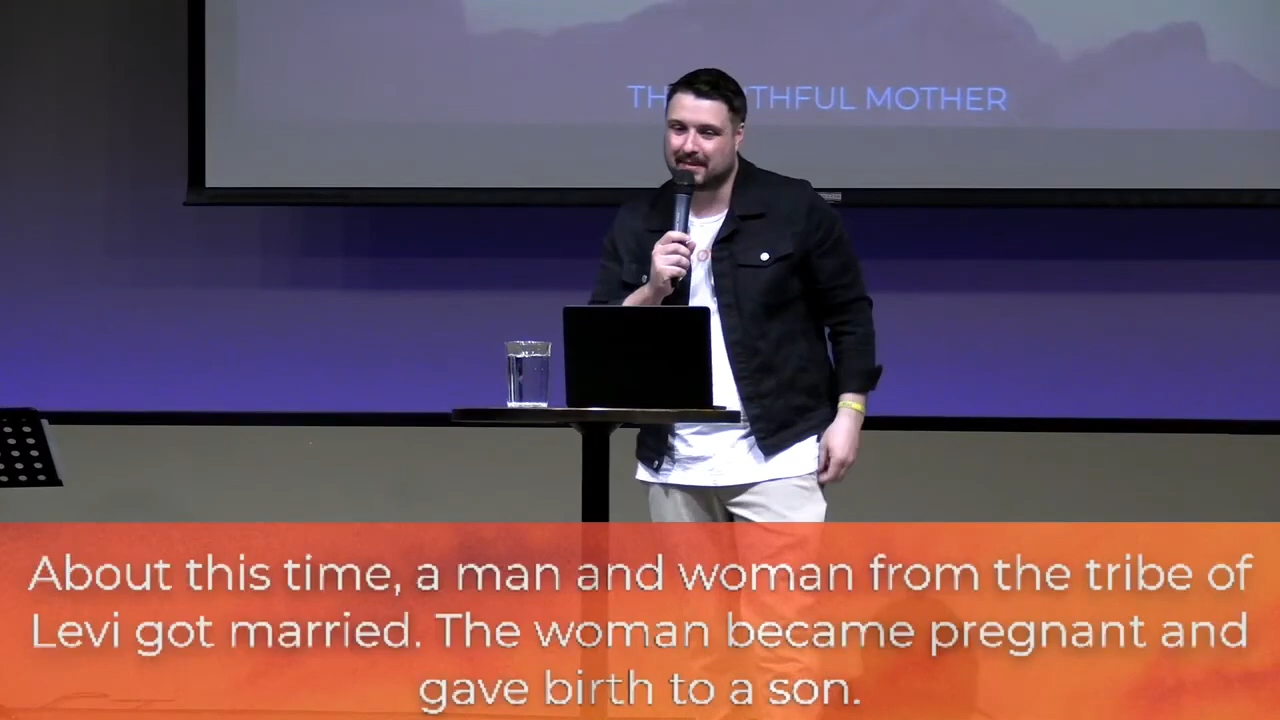 TH THFUL MOTHER
About this time, a man and woman from the tribe of
Levi got married. The woman became pregnant and
gave birth to a son.